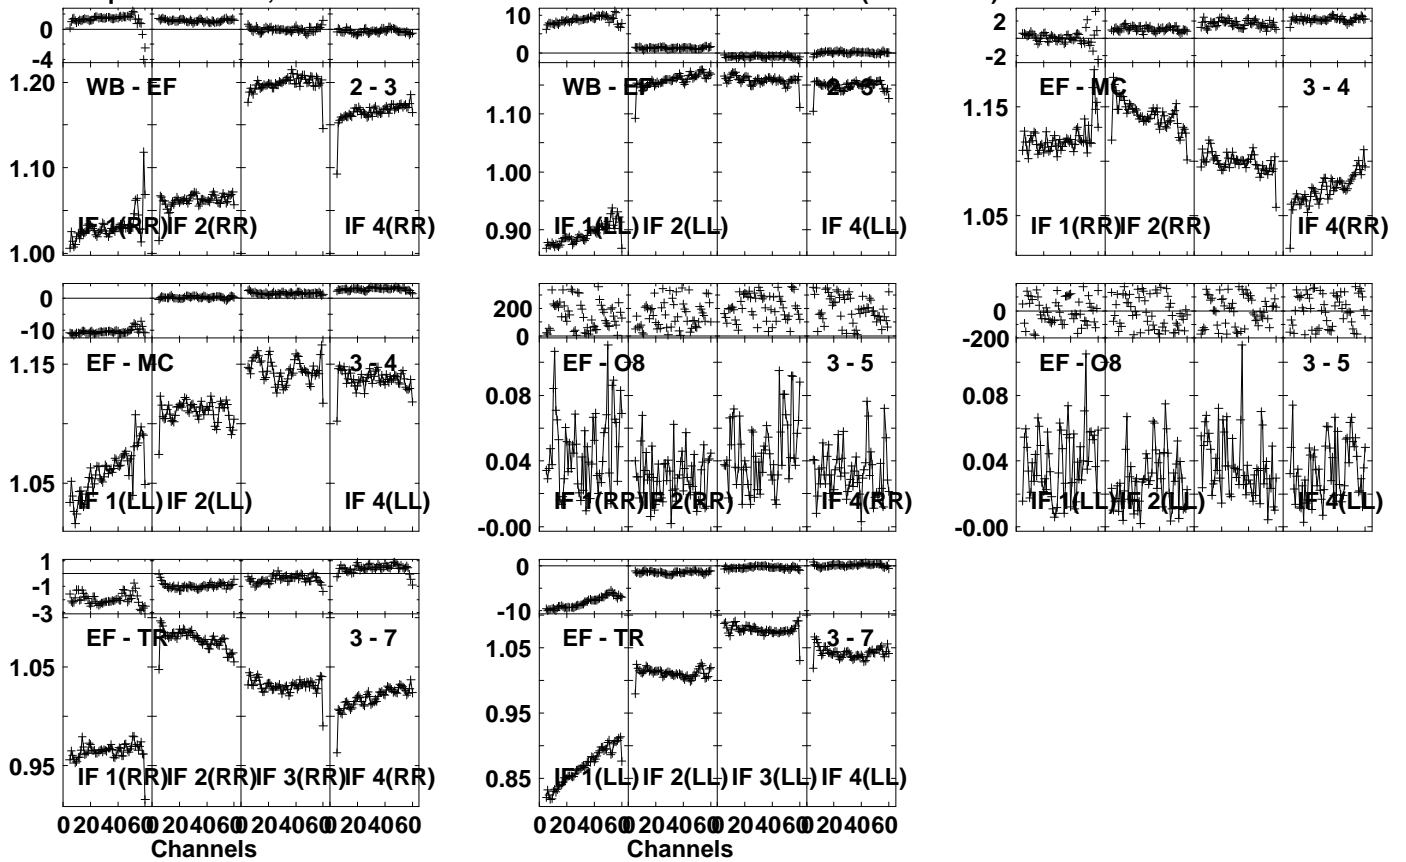 0
-4
WB - EF
2 - 3
1.20
1.10
1.00
IF 1(RR)
IF 2(RR)
IF 4(RR)
10
0
WB - EF
2 - 3
1.10
1.00
0.90
IF 1(LL)
IF 2(LL)
IF 4(LL)
2
-2
EF - MC
3 - 4
1.15
1.05
IF 1(RR)
IF 2(RR)
IF 4(RR)
0
-10
EF - MC
3 - 4
1.15
1.05
IF 1(LL)
IF 2(LL)
IF 4(LL)
200
0
EF - O8
3 - 5
0.08
0.04
-0.00
IF 1(RR)
IF 2(RR)
IF 4(RR)
0
-200
EF - O8
3 - 5
0.08
0.04
-0.00
IF 1(LL)
IF 2(LL)
IF 4(LL)
1
-1
-3
EF - TR
3 - 7
1.05
0.95
IF 1(RR)
IF 2(RR)
IF 3(RR)
IF 4(RR)
0 20 40 60 0 20 40 60 0 20 40 60 0 20 40 60
Channels
0
-10
EF - TR
3 - 7
1.05
0.95
0.85
IF 1(LL)
IF 2(LL)
IF 3(LL)
IF 4(LL)
0 20 40 60 0 20 40 60 0 20 40 60 0 20 40 60
Channels